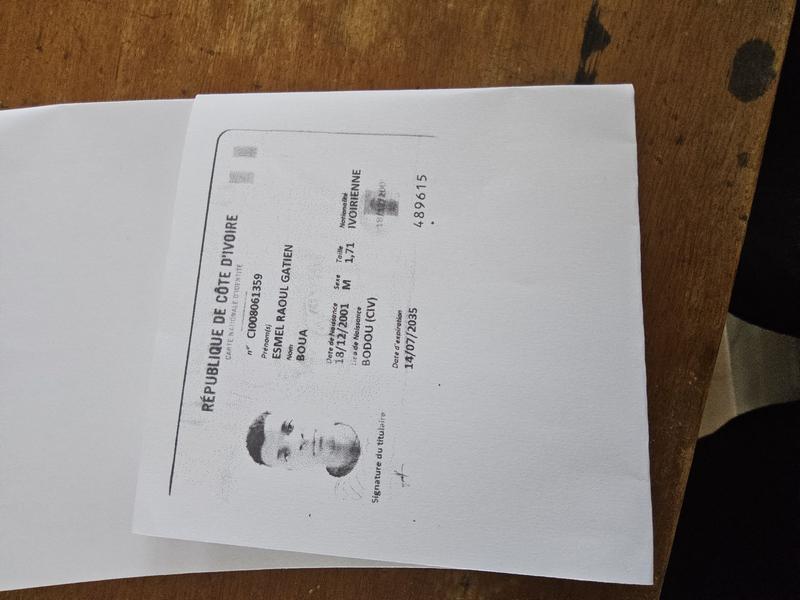 RÉPUBLIQUE DE CÔTE D'IVOIRE
CARTE NATIONALE D'IDENTITÉ
n° CI008061359
Prénom(s)
ESMEL RAOUL GATIEN
Nom
BOUA
Date de Naissance Sexe Taille Nationalité
18/12/2001 M 1,71 IVOIRIENNE
Lieu de Naissance
BODOU (CIV)
Date d'expiration
14/07/2035
489615
Signature du titulaire